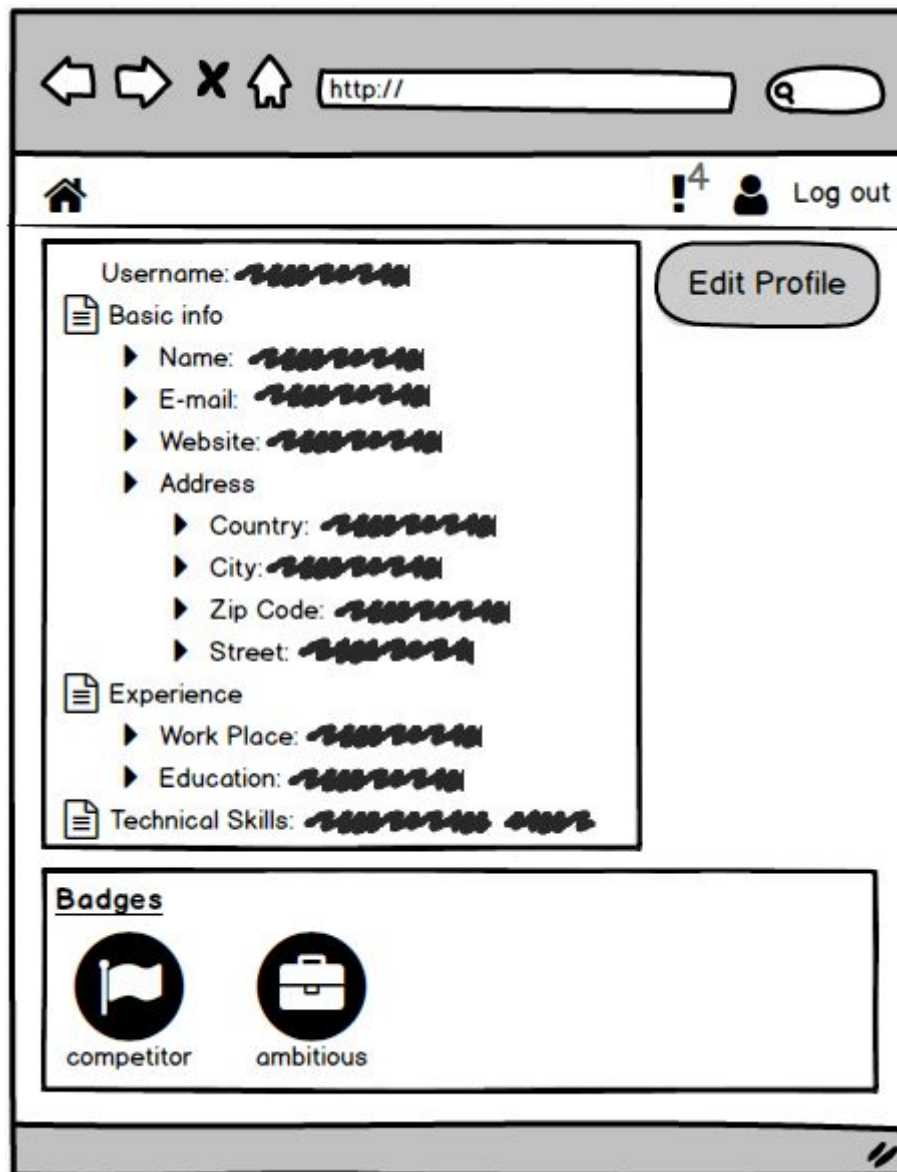 http://
!4 Log out
Username:
Edit Profile
Basic info
Name:
E-mail:
Website:
Address
Country:
City:
Zip Code:
Street:
Experience
Work Place:
Education:
Technical Skills:
Badges
competitor
ambitious